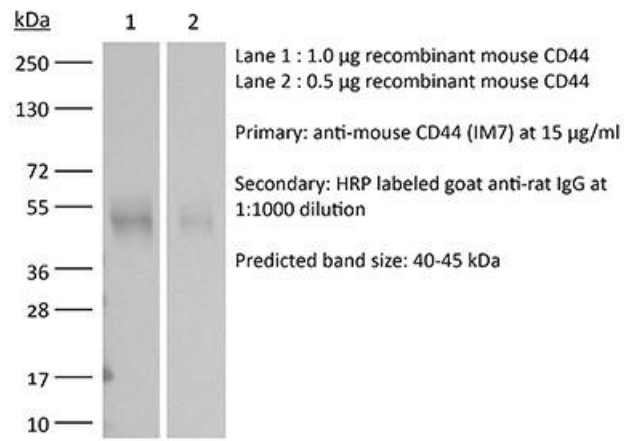 kDa
1 2
250
130
72
55
36
28
17
10
Lane 1 : 1.0 µg recombinant mouse CD44
Lane 2 : 0.5 µg recombinant mouse CD44
Primary: anti-mouse CD44 (IM7) at 15 µg/ml
Secondary: HRP labeled goat anti-rat IgG at
1:1000 dilution
Predicted band size: 40-45 kDa